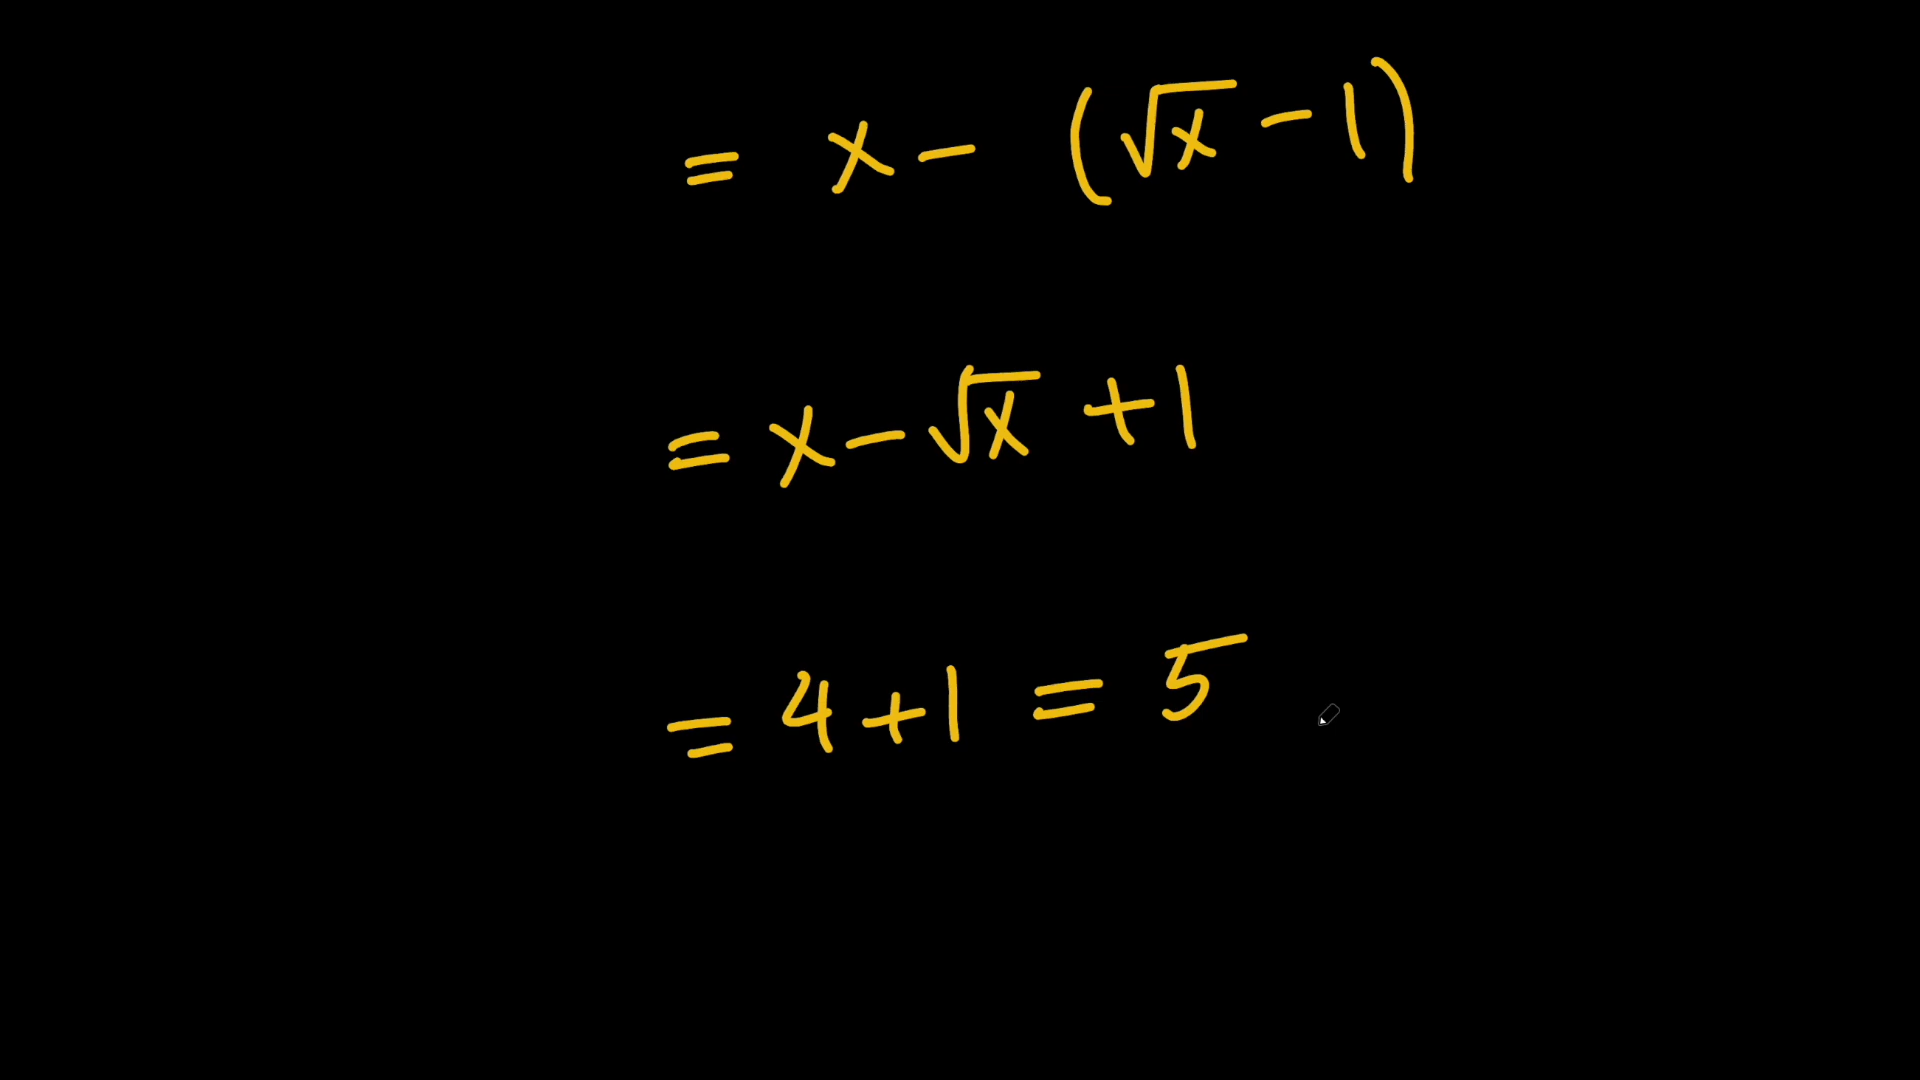 = x - (√x - 1)
= x - √x + 1
= 4 + 1 = 5